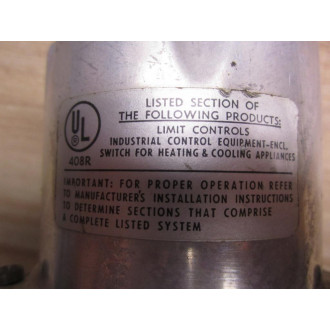 LISTED SECTION OF
THE FOLLOWING PRODUCTS:
UL
LIMIT CONTROLS
INDUSTRIAL CONTROL EQUIPMENT-ENCL.
408R
SWITCH FOR HEATING & COOLING APPLIANCES
IMPORTANT: FOR PROPER OPERATION REFER
TO MANUFACTURER'S INSTALLATION INSTRUCTIONS
TO DETERMINE SECTIONS THAT COMPRISE
A COMPLETE LISTED SYSTEM